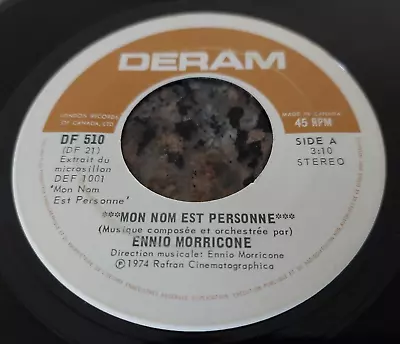 DERAM
LONDON RECORDS
OF CANADA, LTD
MADE IN CANADA
45 RPM
DF 510
(DF 21)
Extrait du
microsillon
DEF 1001
"Mon Nom
Est Personne"
SIDE A
3:10
STEREO
***MON NOM EST PERSONNE***
(Musique composée et orchestrée par)
ENNIO MORRICONE
Direction musicale: Ennio Morricone
Ⓟ 1974 Rafran Cinematographica